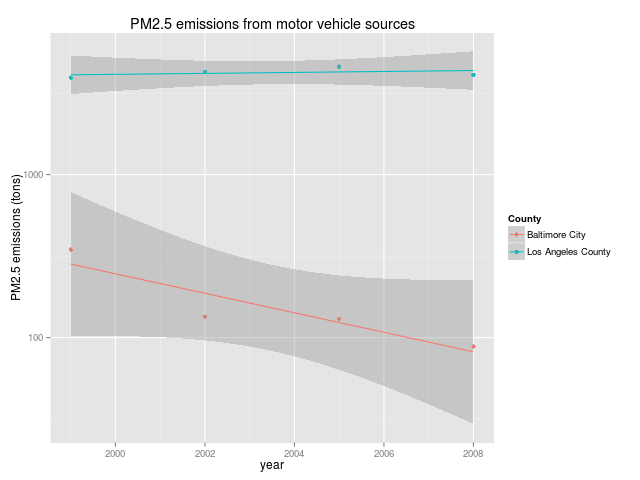 PM2.5 emissions from motor vehicle sources
PM2.5 emissions (tons)
1000
100
2000
2002
2004
2006
2008
year
County
Baltimore City
Los Angeles County